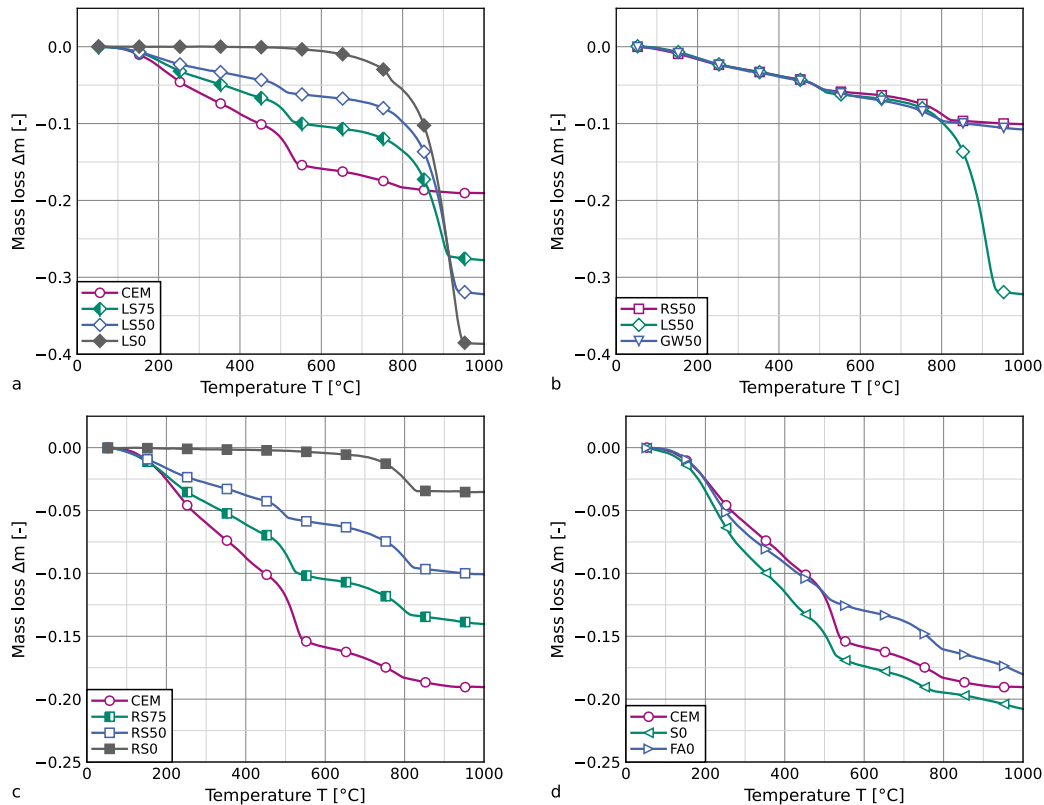 0.0
−0.1
−0.2
−0.3
−0.4
Mass loss Δm [-]
CEM
LS75
LS50
LS0
0 200 400 600 800 1000
Temperature T [°C]
a
0.0
−0.1
−0.2
−0.3
−0.4
Mass loss Δm [-]
RS50
LS50
GW50
0 200 400 600 800 1000
Temperature T [°C]
b
0.00
−0.05
−0.10
−0.15
−0.20
−0.25
Mass loss Δm [-]
CEM
RS75
RS50
RS0
0 200 400 600 800 1000
Temperature T [°C]
c
0.00
−0.05
−0.10
−0.15
−0.20
−0.25
Mass loss Δm [-]
CEM
S0
FA0
0 200 400 600 800 1000
Temperature T [°C]
d